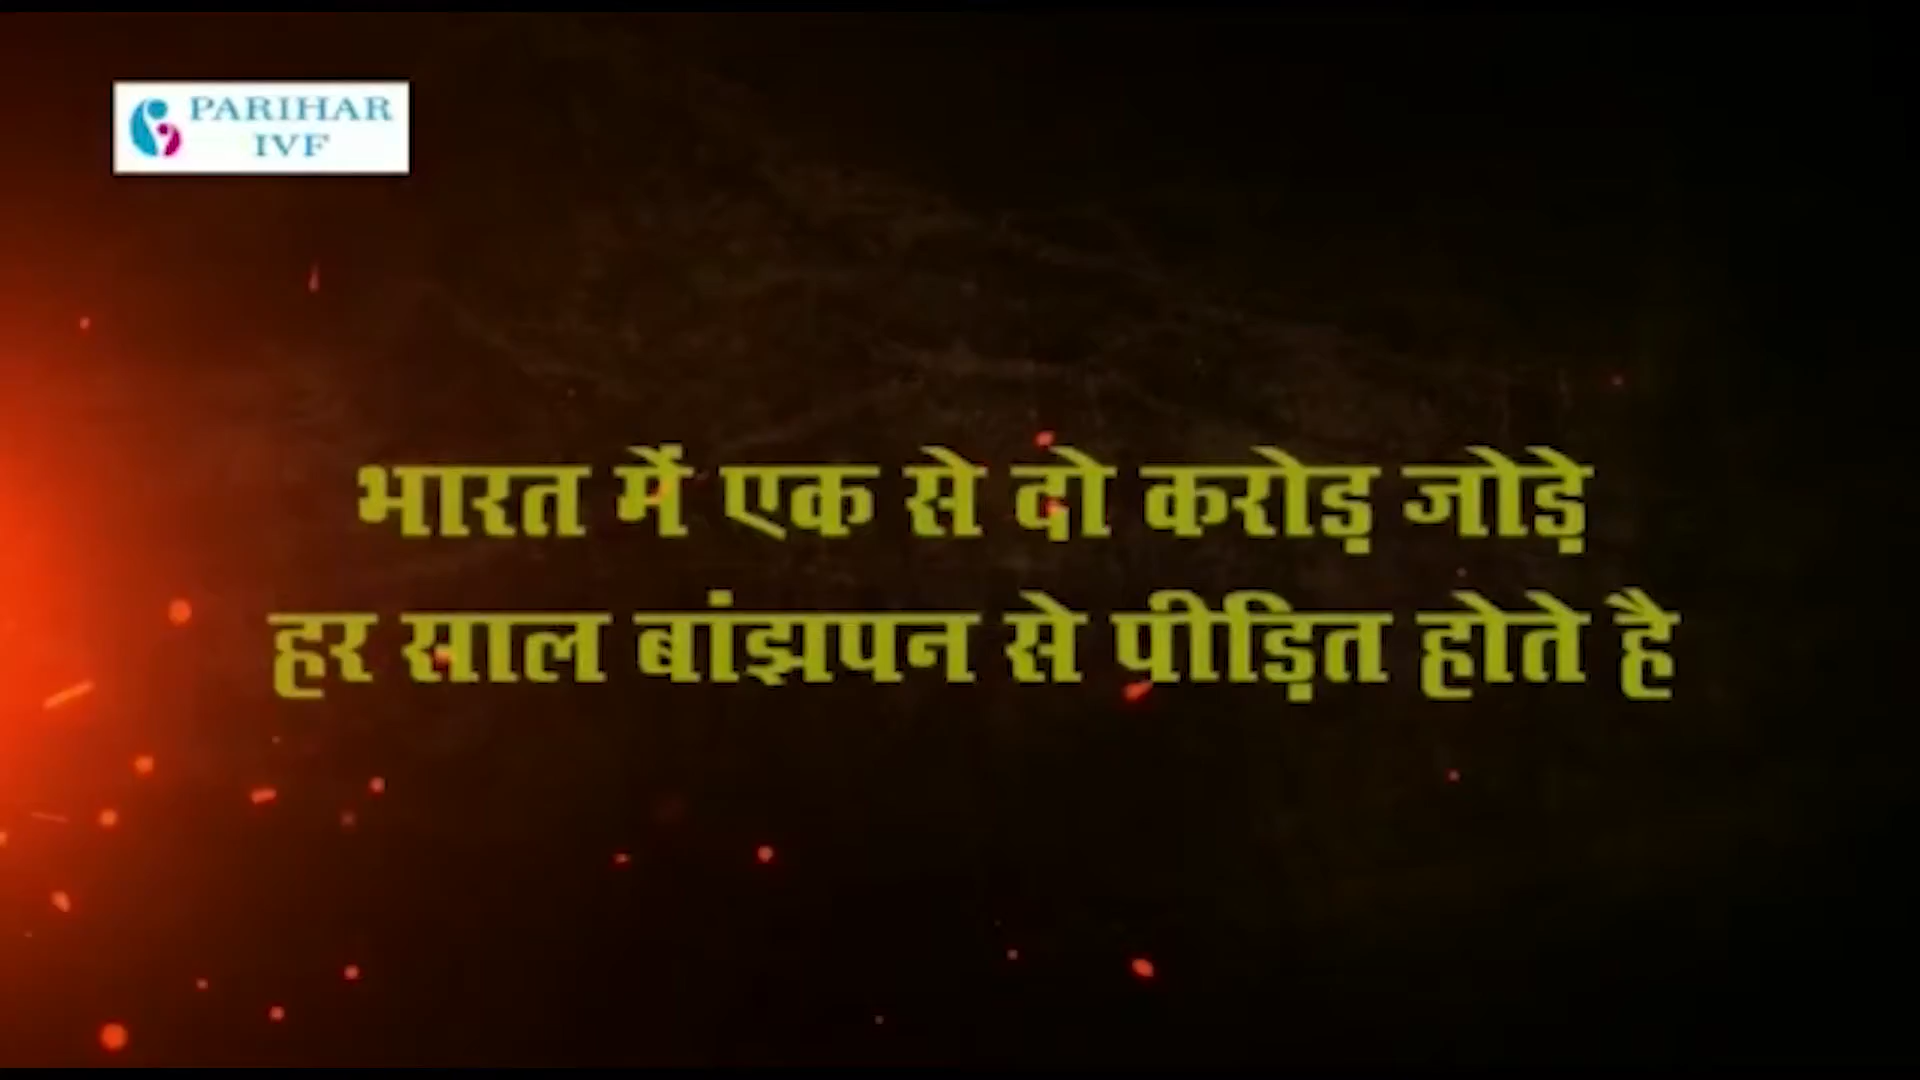 PARIHAR
IVF
भारत में एक से दो करोड़ जोड़े
हर साल बांझपन से पीड़ित होते है